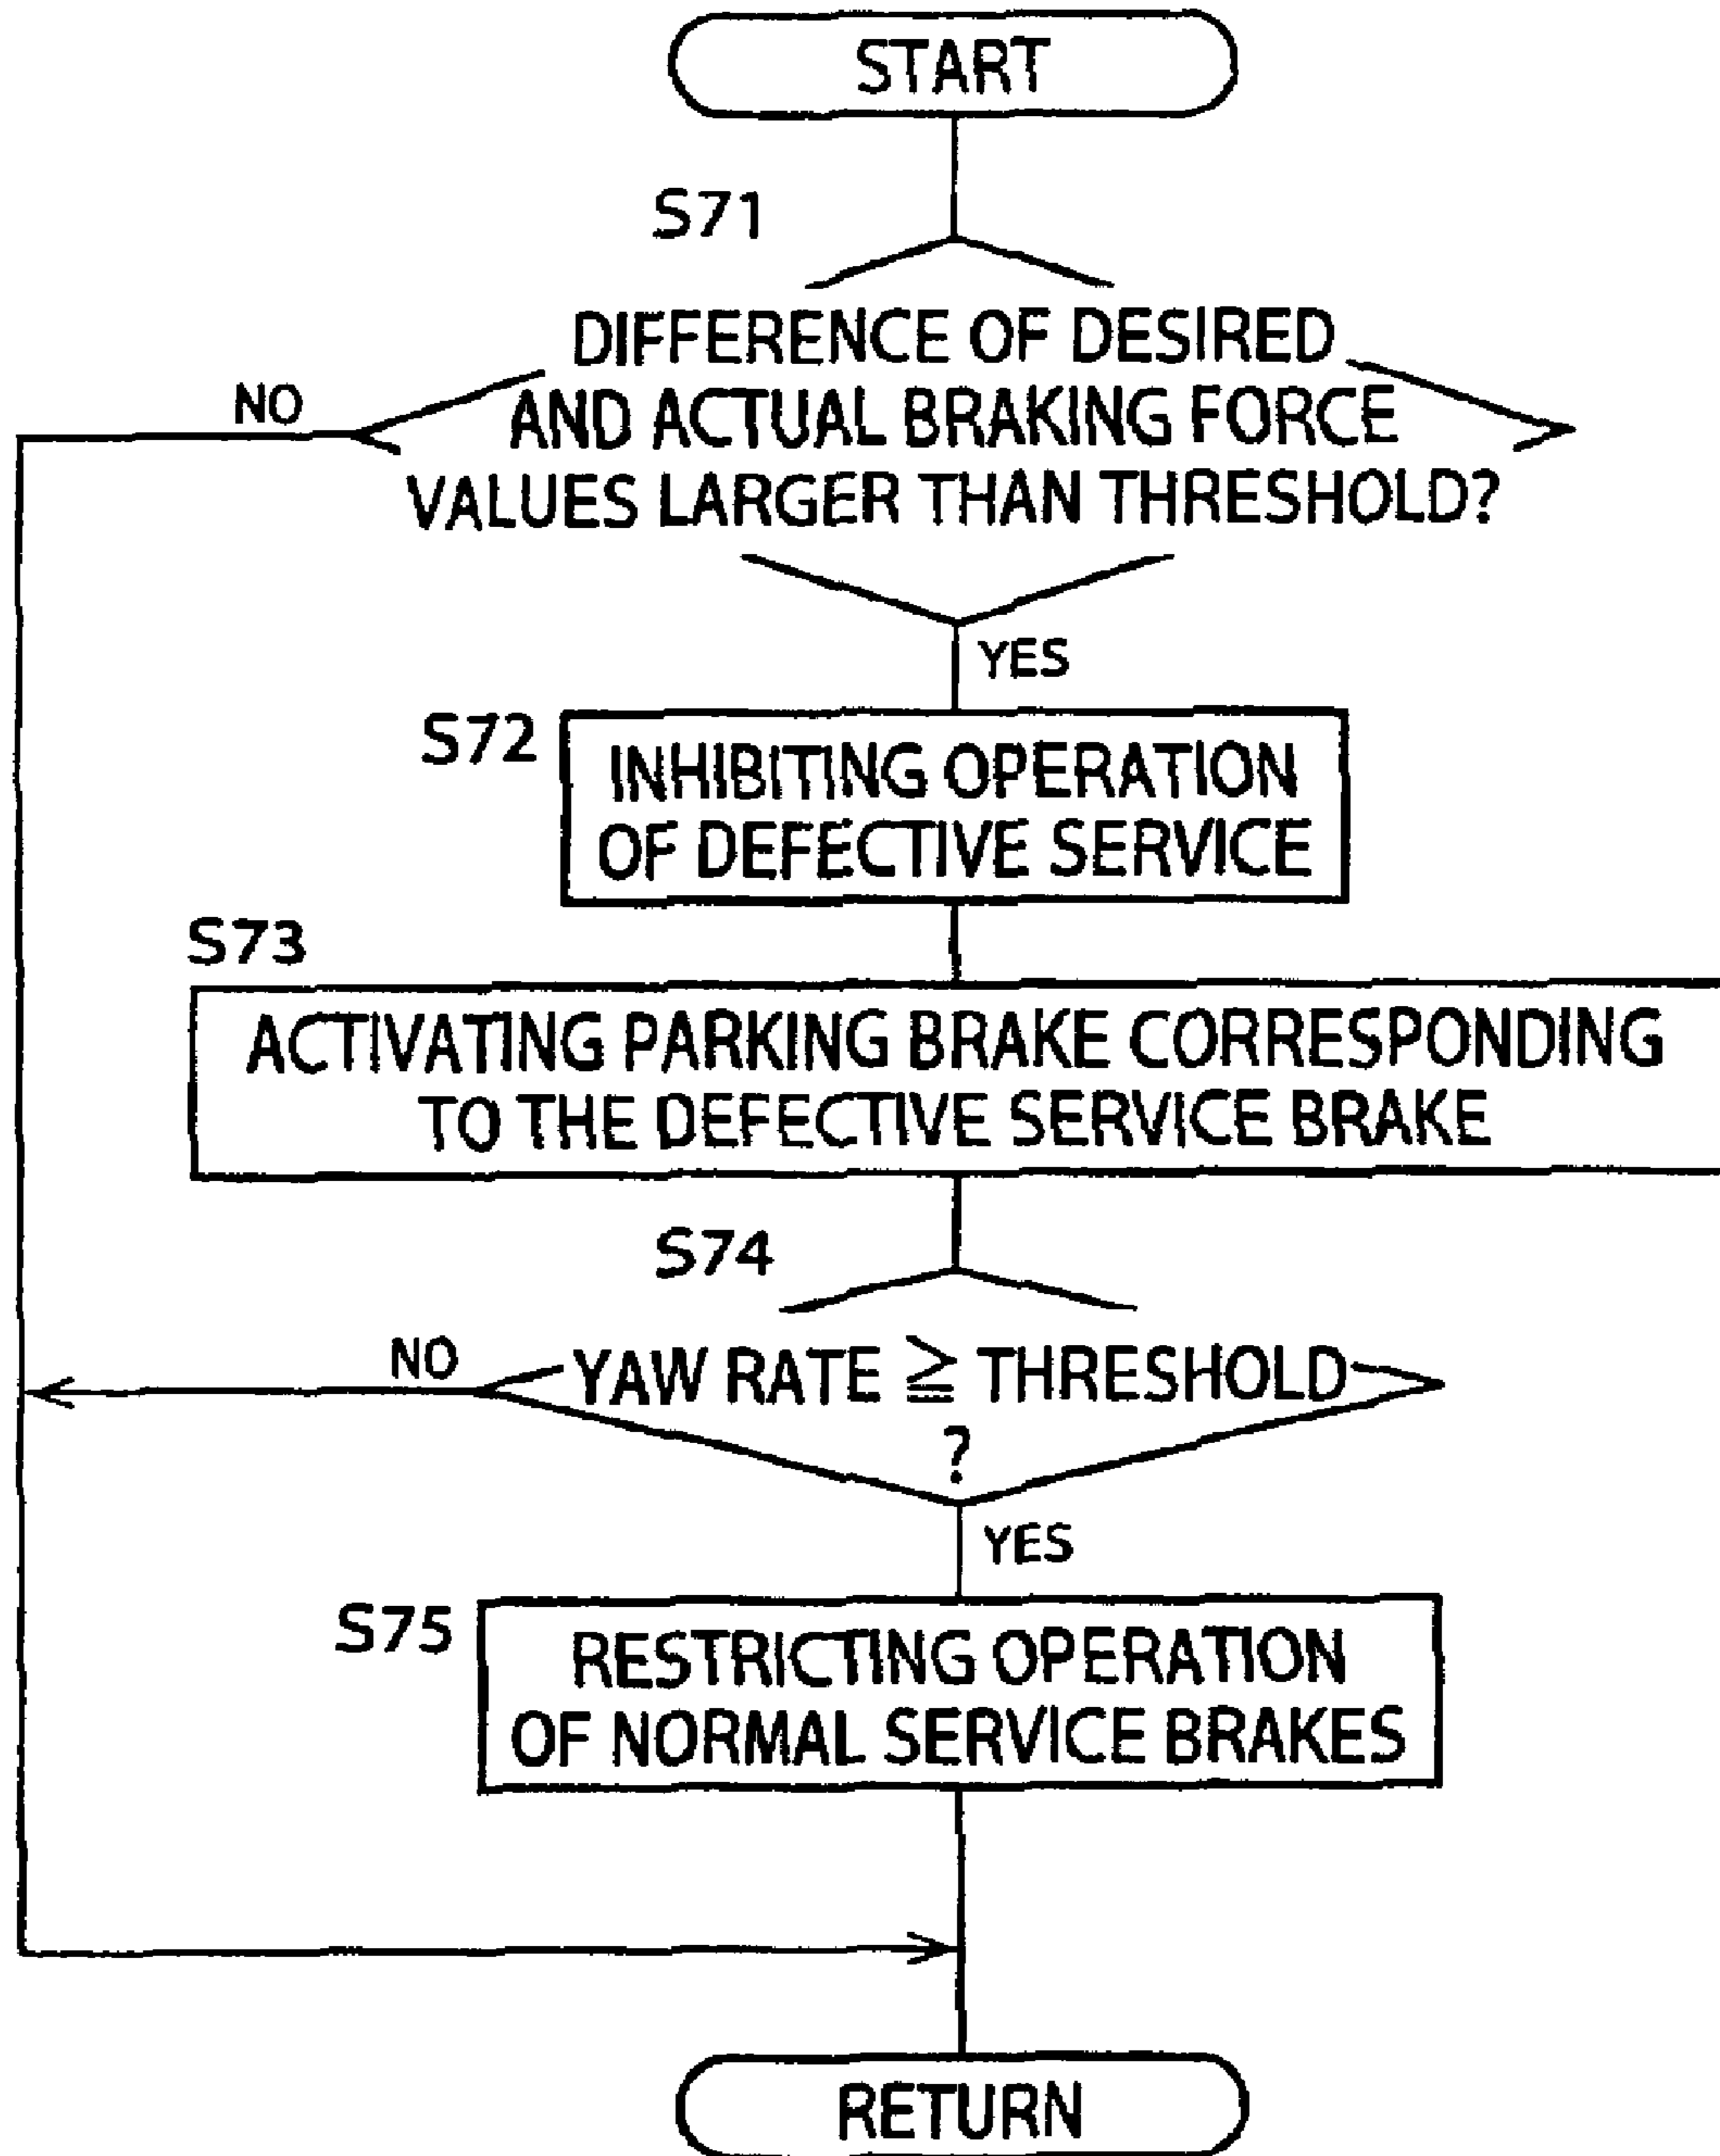 START
S71
DIFFERENCE OF DESIRED
AND ACTUAL BRAKING FORCE
VALUES LARGER THAN THRESHOLD?
NO
YES
S72
INHIBITING OPERATION
OF DEFECTIVE SERVICE
S73
ACTIVATING PARKING BRAKE CORRESPONDING
TO THE DEFECTIVE SERVICE BRAKE
S74
NO
YAW RATE ≧ THRESHOLD
?
YES
S75
RESTRICTING OPERATION
OF NORMAL SERVICE BRAKES
RETURN